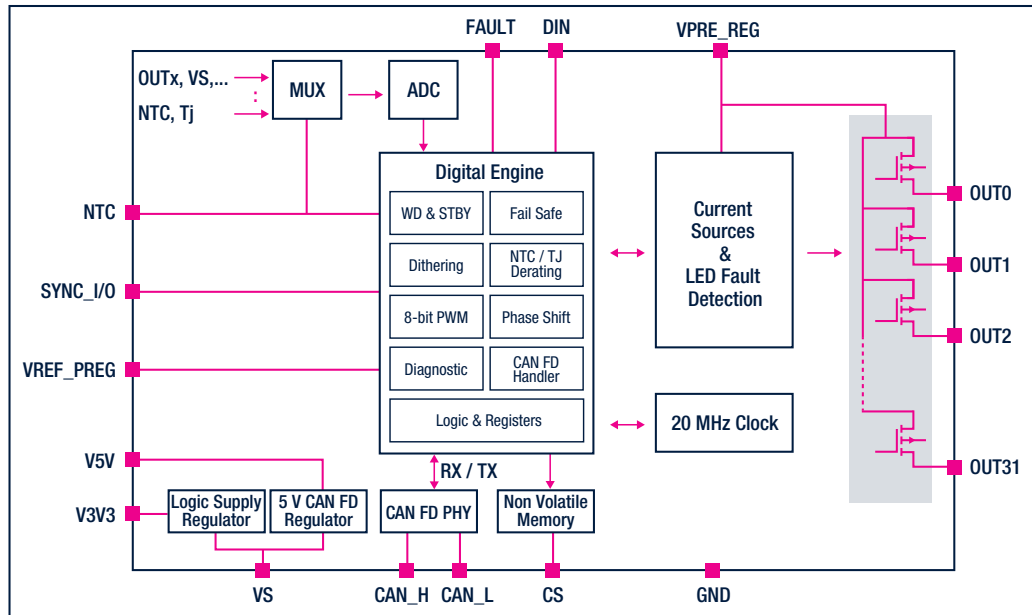 FAULT
DIN
VPRE_REG
OUTx, VS,...
:
NTC, Tj
MUX
ADC
Digital Engine
WD & STBY
Fail Safe
Dithering
NTC / TJ
Derating
8-bit PWM
Phase Shift
Diagnostic
CAN FD
Handler
Logic & Registers
Current
Sources
&
LED Fault
Detection
20 MHz Clock
NTC
SYNC_I/O
VREF_PREG
V5V
V3V3
OUT0
OUT1
OUT2
OUT31
RX / TX
Logic Supply
Regulator
5 V CAN FD
Regulator
CAN FD PHY
Non Volatile
Memory
VS
CAN_H
CAN_L
CS
GND